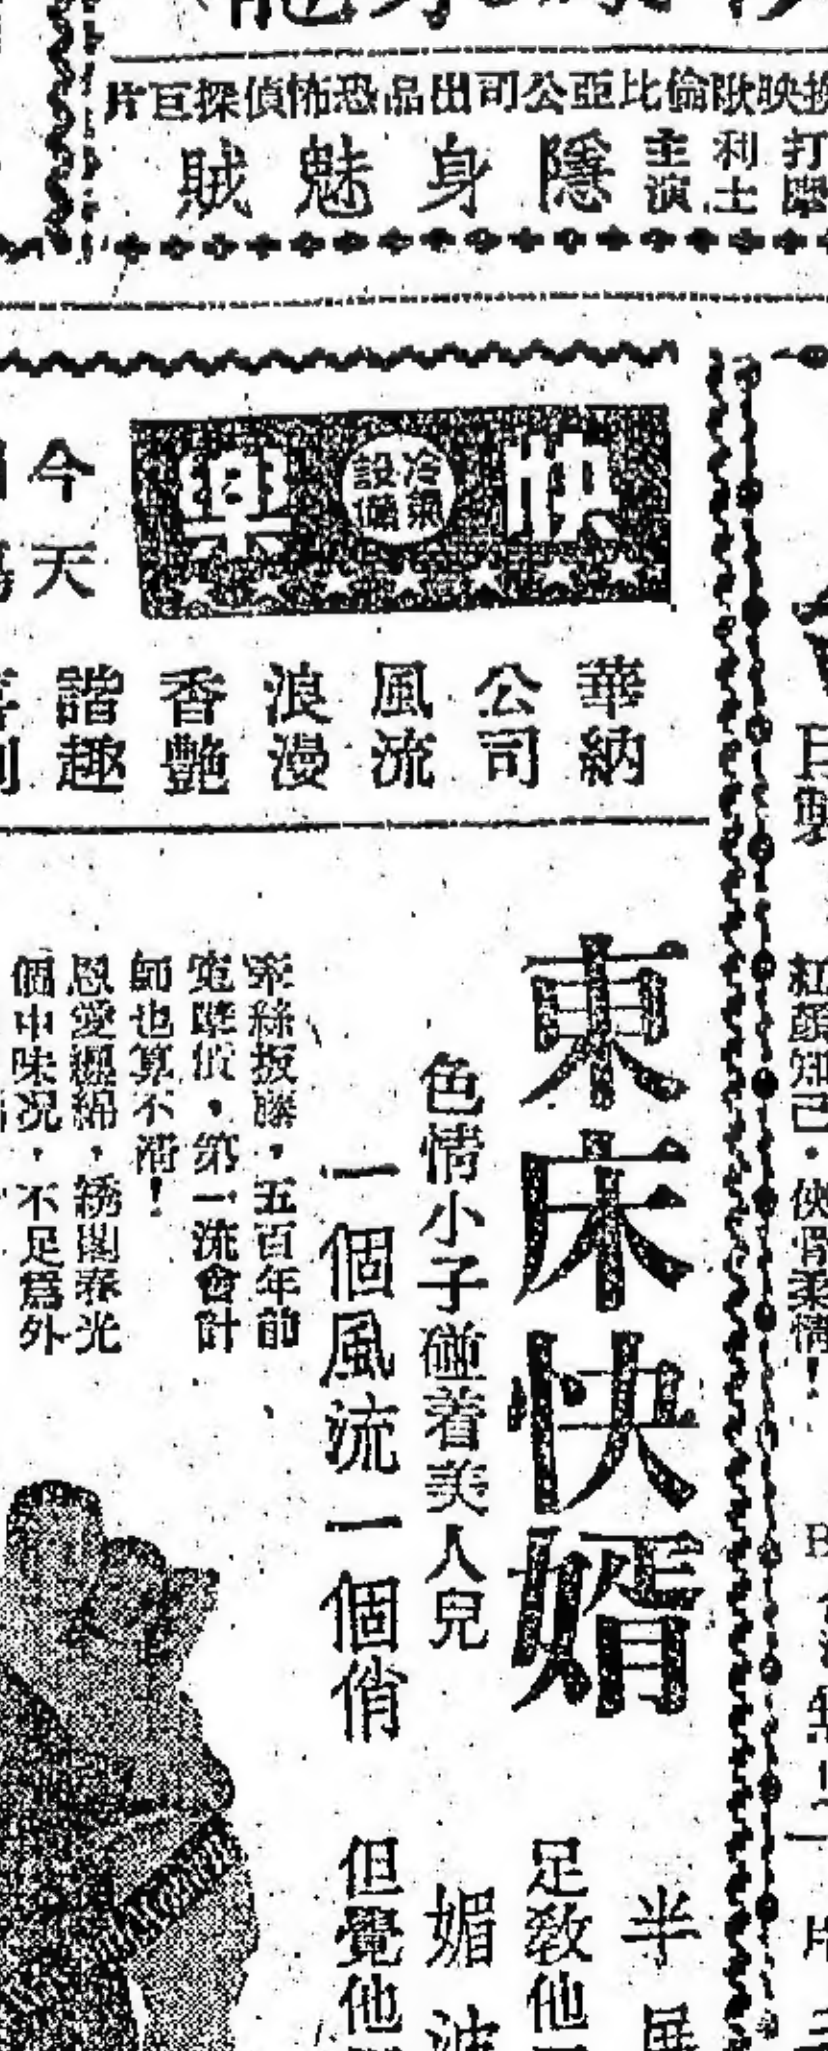 映歐倫比亞公司出品恐怖偵探巨片
利士
主演
隱身魅賊
快樂
冷氣設備
今天
華納公司
風流浪漫香艷諧趣
東床快婿
色情小子碰着美人兒
一個風流一個俏
牽絲扳藤,五百年前
冤孽債,第一流會計
師也算不清!
恩愛纏綿,綉閣春光
個中味况,不足爲外
半
足教他
媚
但覺他
紅顏知己,俠骨柔情!